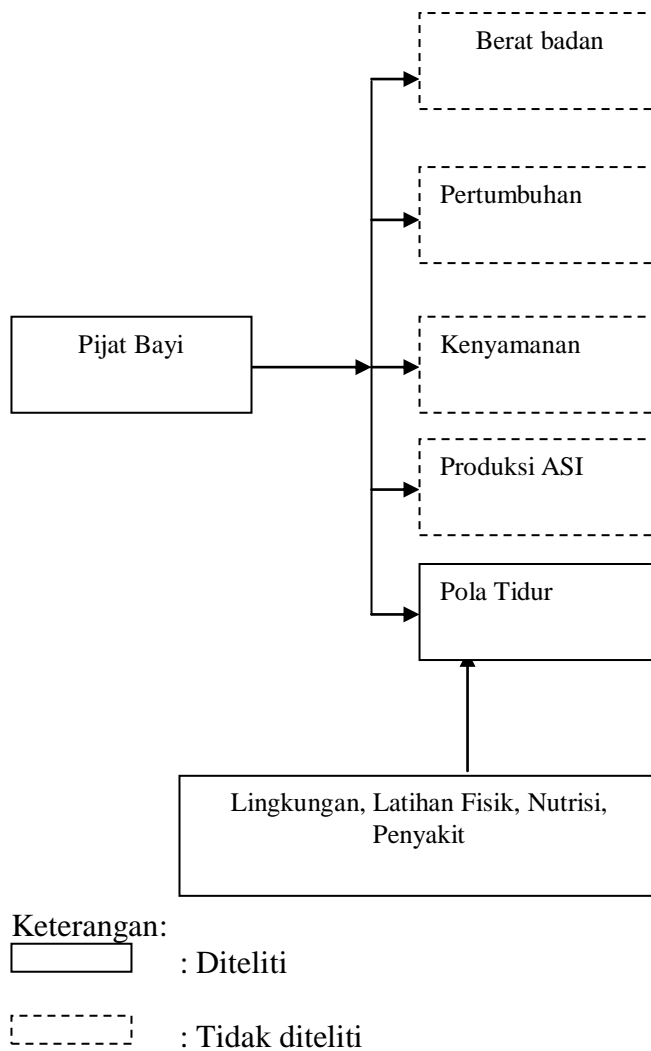 Berat badan
Pertumbuhan
Pijat Bayi
Kenyamanan
Produksi ASI
Pola Tidur
Lingkungan, Latihan Fisik, Nutrisi,
Penyakit
Keterangan:
: Diteliti
: Tidak diteliti